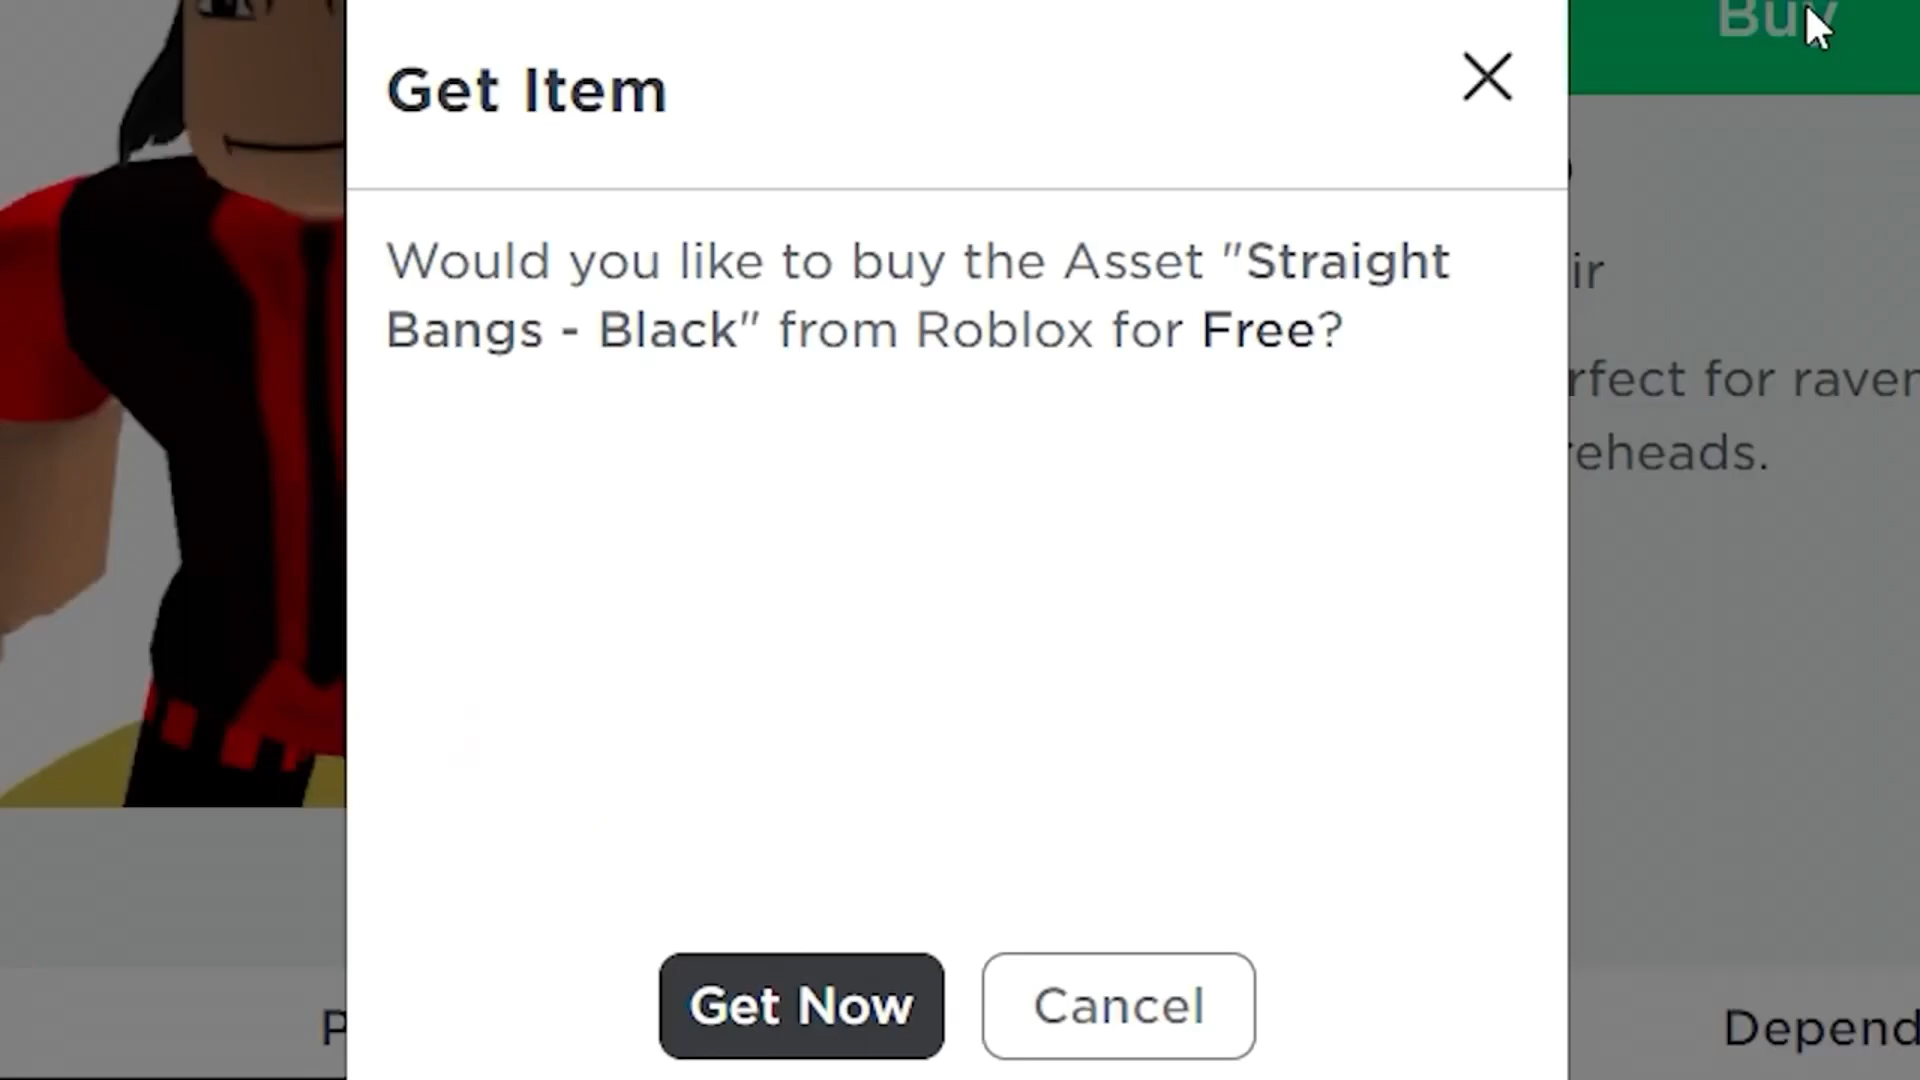 Buy
Get Item
Would you like to buy the Asset "Straight
Bangs - Black" from Roblox for Free?
ir
rfect for raven
reheads.
Get Now
Cancel
P
Depend